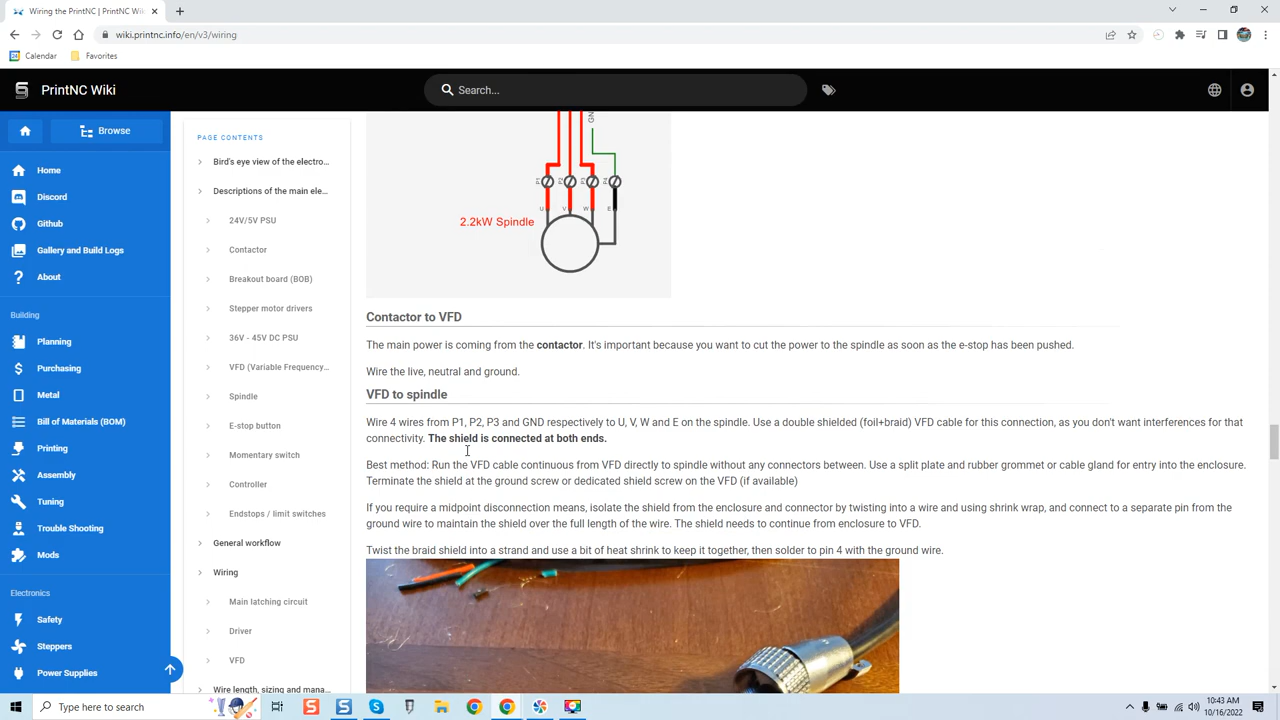 Wiring the PrintNC | PrintNC Wiki
wiki.printnc.info/en/v3/wiring
Calendar
Favorites
PrintNC Wiki
Search...
Browse
Home
Discord
Github
Gallery and Build Logs
About
Building
Planning
Purchasing
Metal
Bill of Materials (BOM)
Printing
Assembly
Tuning
Trouble Shooting
Mods
Electronics
Safety
Steppers
Power Supplies
PAGE CONTENTS
Bird's eye view of the electro...
Descriptions of the main ele...
24V/5V PSU
Contactor
Breakout board (BOB)
Stepper motor drivers
36V - 45V DC PSU
VFD (Variable Frequency...
Spindle
E-stop button
Momentary switch
Controller
Endstops / limit switches
General workflow
Wiring
Main latching circuit
Driver
VFD
Wire length, sizing and mana...
P1 P2 P3 P4
U V W E
2.2kW Spindle
Contactor to VFD
The main power is coming from the contactor. It's important because you want to cut the power to the spindle as soon as the e-stop has been pushed.
Wire the live, neutral and ground.
VFD to spindle
Wire 4 wires from P1, P2, P3 and GND respectively to U, V, W and E on the spindle. Use a double shielded (foil+braid) VFD cable for this connection, as you don't want interferences for that
connectivity. The shield is connected at both ends.
Best method: Run the VFD cable continuous from VFD directly to spindle without any connectors between. Use a split plate and rubber grommet or cable gland for entry into the enclosure.
Terminate the shield at the ground screw or dedicated shield screw on the VFD (if available)
If you require a midpoint disconnection means, isolate the shield from the enclosure and connector by twisting into a wire and using shrink wrap, and connect to a separate pin from the
ground wire to maintain the shield over the full length of the wire. The shield needs to continue from enclosure to VFD.
Twist the braid shield into a strand and use a bit of heat shrink to keep it together, then solder to pin 4 with the ground wire.
Type here to search
10:43 AM
10/16/2022